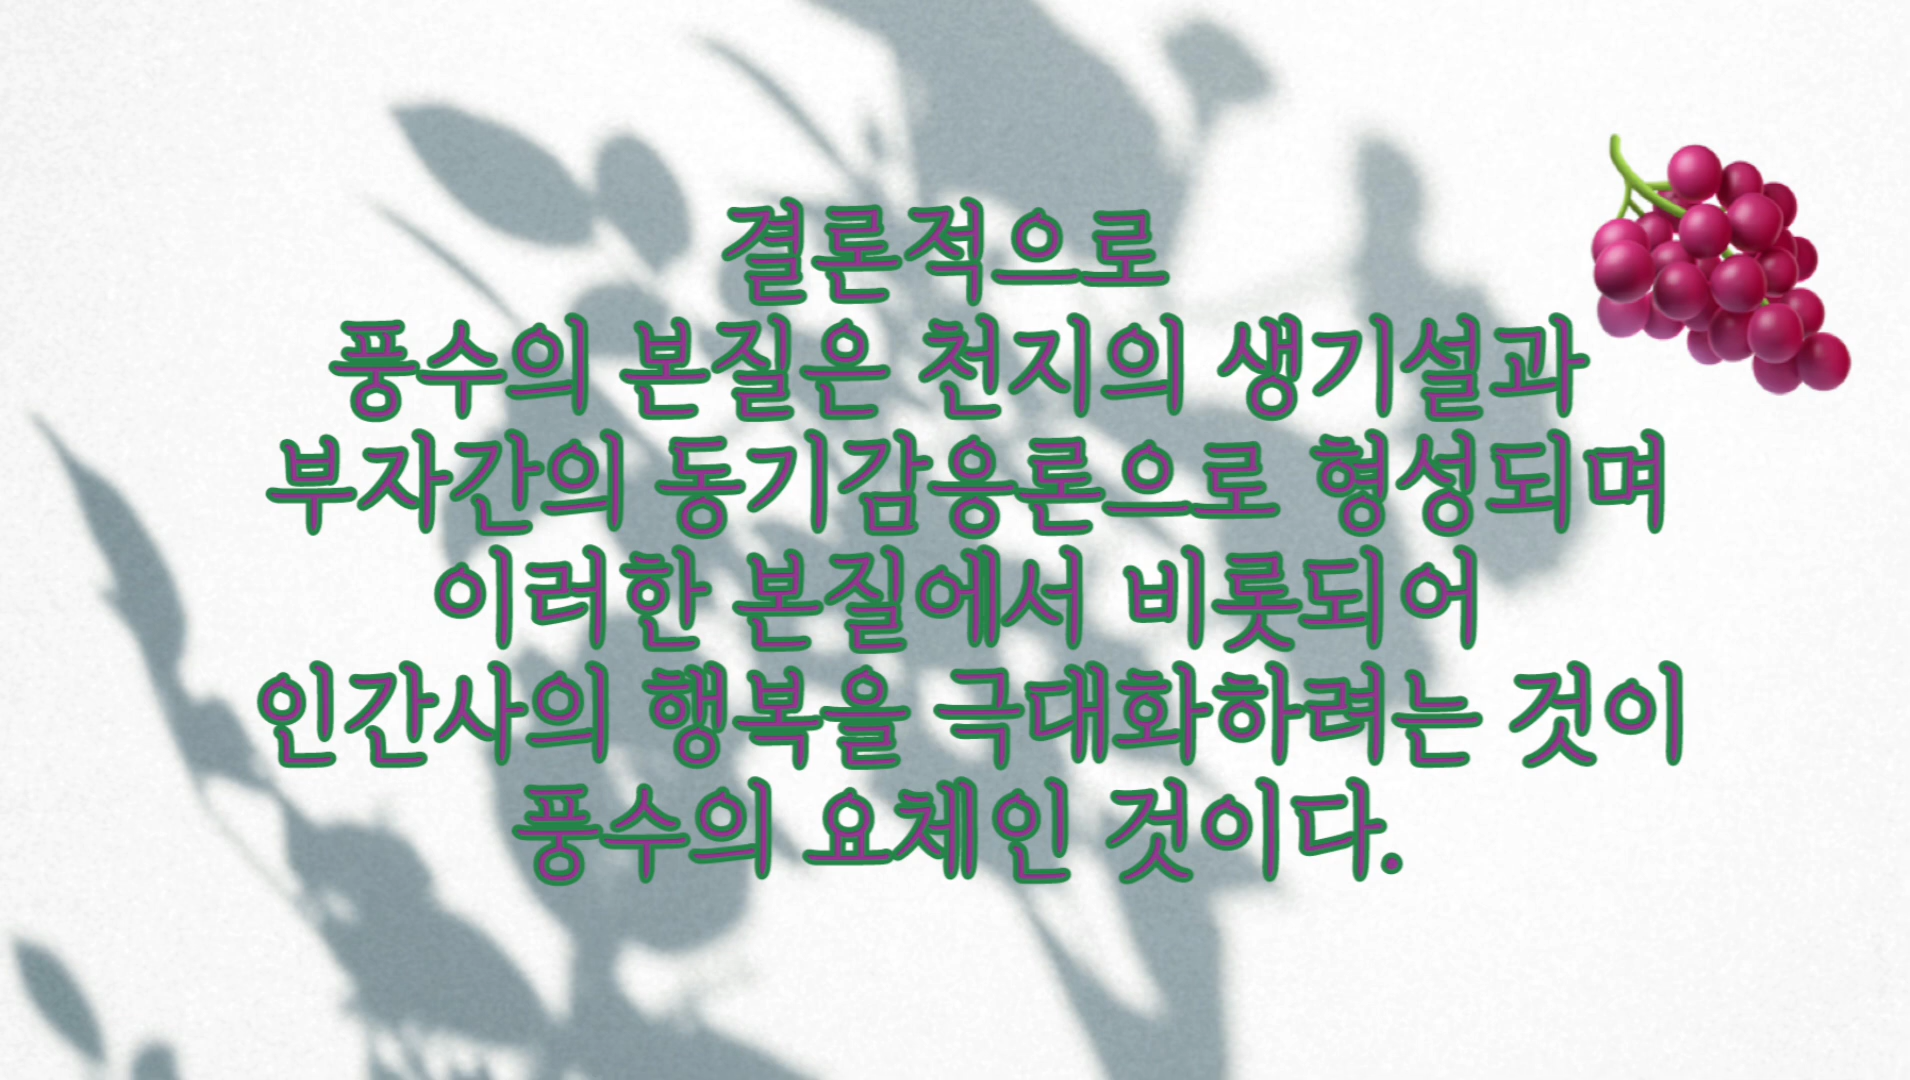 결론적으로
풍수의 본질은 천지의 생기설과
부자간의 동기감응론으로 형성되며
이러한 본질에서 비롯되어
인간사의 행복을 극대화하려는 것이
풍수의 요체인 것이다.